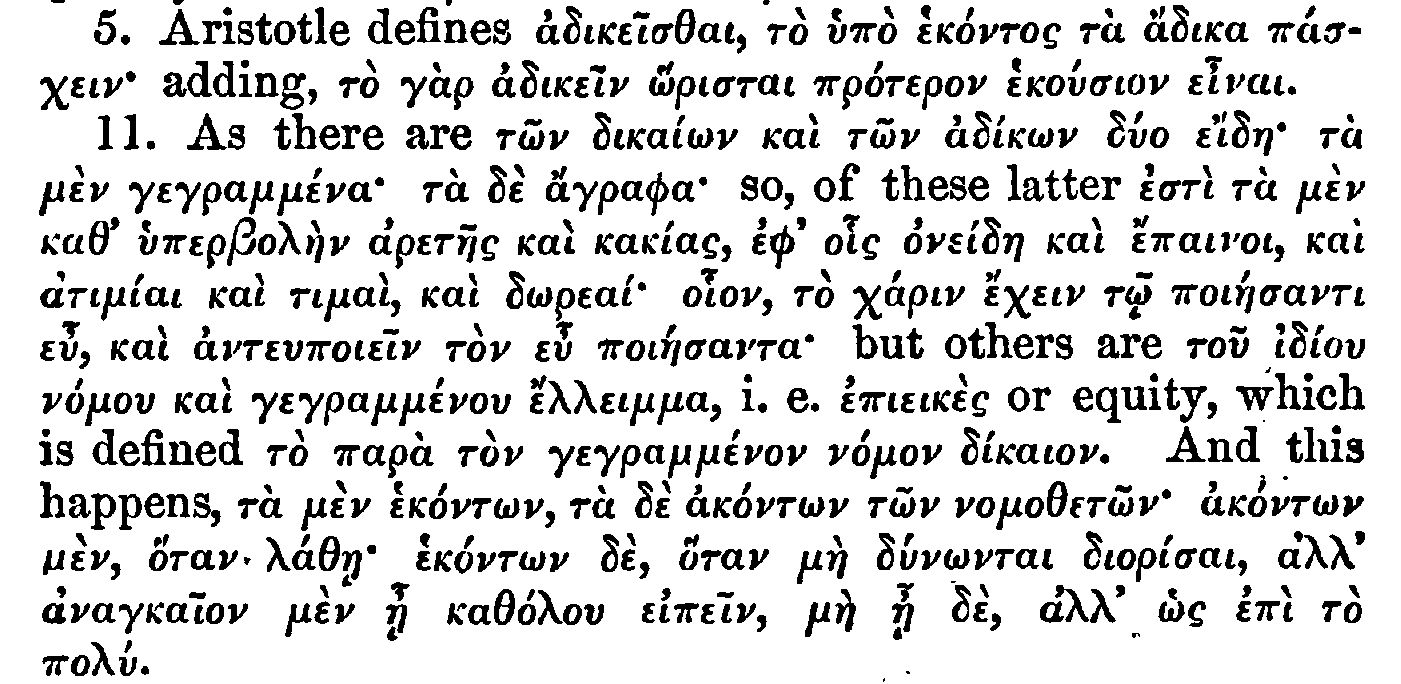 5. Aristotle defines ἀδικεῖσθαι, τὸ ὑπὸ ἑκόντος τὰ ἄδικα πάσ-
χειν· adding, τὸ γὰρ ἀδικεῖν ὥρισται πρότερον ἑκούσιον εἶναι.
11. As there are τῶν δικαίων καὶ τῶν ἀδίκων δύο εἴδη· τὰ
μὲν γεγραμμένα· τὰ δὲ ἄγραφα· so, of these latter ἐστὶ τὰ μὲν
καθ’ ὑπερβολὴν ἀρετῆς καὶ κακίας, ἐφ’ οἷς ὀνείδη καὶ ἔπαινοι, καὶ
ἀτιμίαι καὶ τιμαὶ, καὶ δωρεαί· οἷον, τὸ χάριν ἔχειν τῷ ποιήσαντι
εὖ, καὶ ἀντευποιεῖν τὸν εὖ ποιήσαντα· but others are τοῦ ἰδίου
νόμου καὶ γεγραμμένου ἔλλειμμα, i. e. ἐπιεικὲς or equity, which
is defined τὸ παρὰ τὸν γεγραμμένον νόμον δίκαιον. And this
happens, τὰ μὲν ἑκόντων, τὰ δὲ ἀκόντων τῶν νομοθετῶν· ἀκόντων
μὲν, ὅταν λάθῃ· ἑκόντων δὲ, ὅταν μὴ δύνωνται διορίσαι, ἀλλ’
ἀναγκαῖον μὲν ᾖ καθόλου εἰπεῖν, μὴ ᾖ δὲ, ἀλλ’ ὡς ἐπὶ τὸ
πολύ.